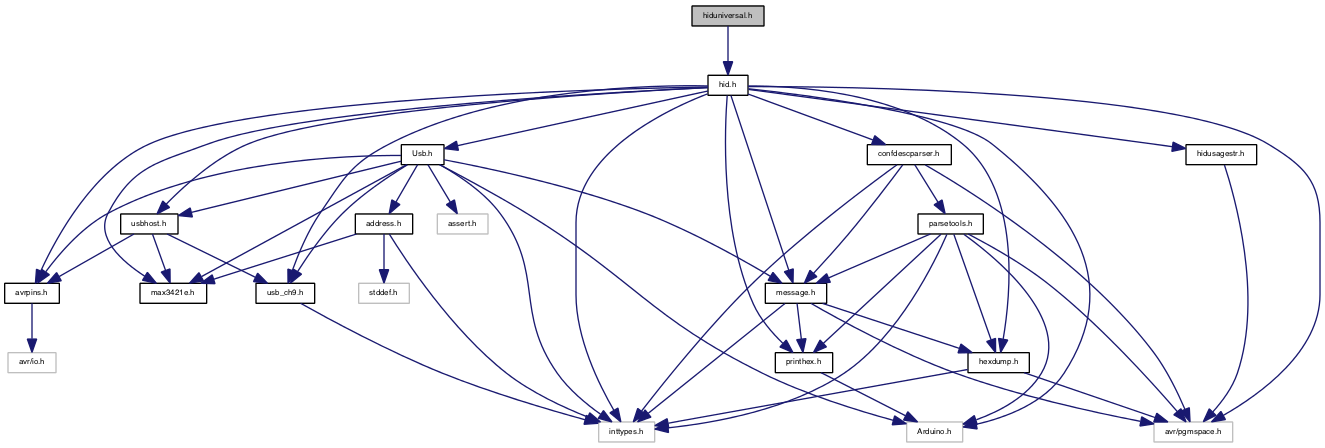 hiduniversal.h
hid.h
Usb.h
confdescparser.h
hidusagestr.h
usbhost.h
address.h
assert.h
parsetools.h
avrpins.h
max3421e.h
usb_ch9.h
stddef.h
message.h
avr/io.h
printhex.h
hexdump.h
inttypes.h
Arduino.h
avr/pgmspace.h